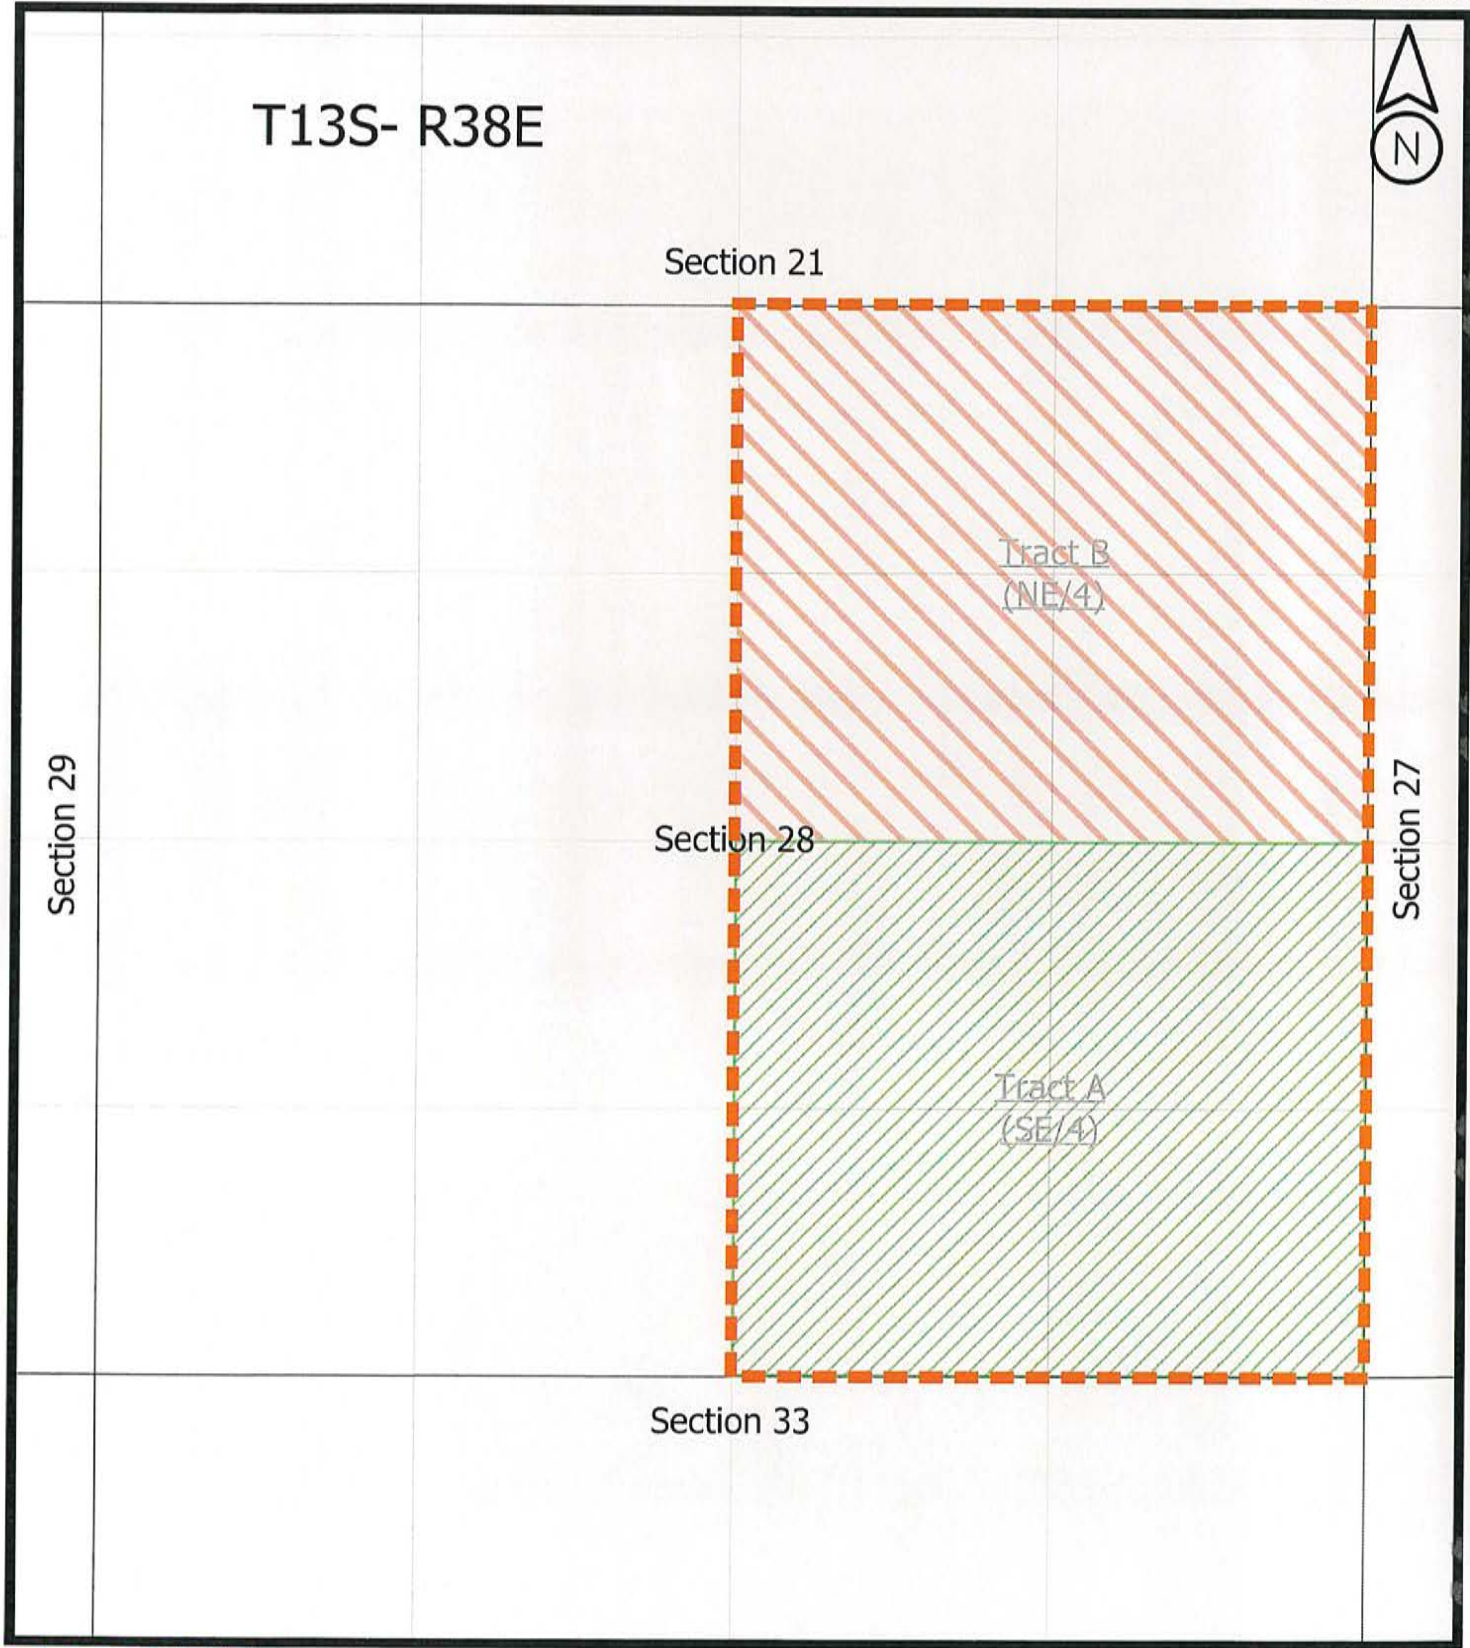 T13S- R38E
N
Section 21
Tract B
(NE/4)
Section 29
Section 28
Section 27
Tract A
(SE/4)
Section 33